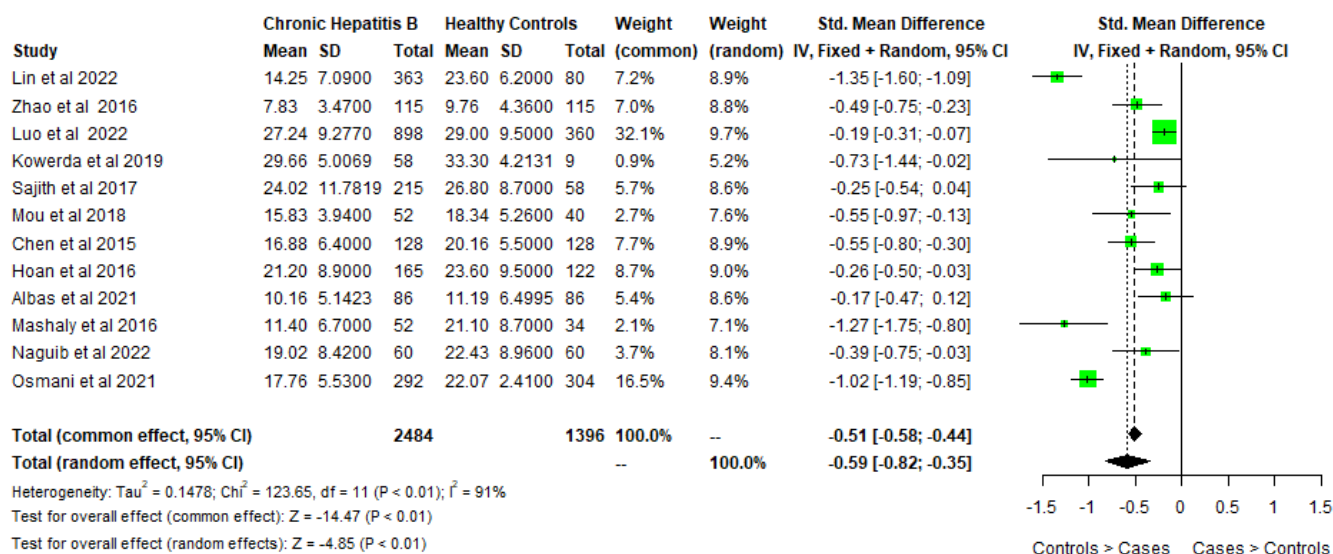 Chronic Hepatitis B Healthy Controls Weight Weight Std. Mean Difference Std. Mean Difference
Study Mean SD Total Mean SD Total (common) (random) IV, Fixed + Random, 95% CI IV, Fixed + Random, 95% CI
Lin et al 2022 14.25 7.0900 363 23.60 6.2000 80 7.2% 8.9% -1.35 [-1.60; -1.09]
Zhao et al 2016 7.83 3.4700 115 9.76 4.3600 115 7.0% 8.8% -0.49 [-0.75; -0.23]
Luo et al 2022 27.24 9.2770 898 29.00 9.5000 360 32.1% 9.7% -0.19 [-0.31; -0.07]
Kowerda et al 2019 29.66 5.0069 58 33.30 4.2131 9 0.9% 5.2% -0.73 [-1.44; -0.02]
Sajith et al 2017 24.02 11.7819 215 26.80 8.7000 58 5.7% 8.6% -0.25 [-0.54; 0.04]
Mou et al 2018 15.83 3.9400 52 18.34 5.2600 40 2.7% 7.6% -0.55 [-0.97; -0.13]
Chen et al 2015 16.88 6.4000 128 20.16 5.5000 128 7.7% 8.9% -0.55 [-0.80; -0.30]
Hoan et al 2016 21.20 8.9000 165 23.60 9.5000 122 8.7% 9.0% -0.26 [-0.50; -0.03]
Albas et al 2021 10.16 5.1423 86 11.19 6.4995 86 5.4% 8.6% -0.17 [-0.47; 0.12]
Mashaly et al 2016 11.40 6.7000 52 21.10 8.7000 34 2.1% 7.1% -1.27 [-1.75; -0.80]
Naguib et al 2022 19.02 8.4200 60 22.43 8.9600 60 3.7% 8.1% -0.39 [-0.75; -0.03]
Osmani et al 2021 17.76 5.5300 292 22.07 2.4100 304 16.5% 9.4% -1.02 [-1.19; -0.85]
Total (common effect, 95% CI) 2484 1396 100.0% -- -0.51 [-0.58; -0.44]
Total (random effect, 95% CI) -- 100.0% -0.59 [-0.82; -0.35]
Heterogeneity: Tau² = 0.1478; Chi² = 123.65, df = 11 (P < 0.01); I² = 91%
Test for overall effect (common effect): Z = -14.47 (P < 0.01)
Test for overall effect (random effects): Z = -4.85 (P < 0.01)
-1.5 -1 -0.5 0 0.5 1 1.5
Controls > Cases Cases > Controls